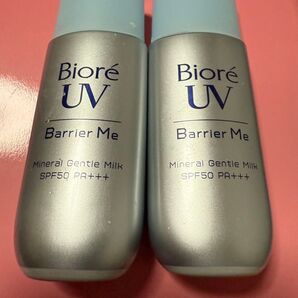 Bioré
UV
Barrier Me
Mineral Gentle Milk
SPF50 PA+++
Bioré
UV
Barrier Me
Mineral Gentle Milk
SPF50 PA+++